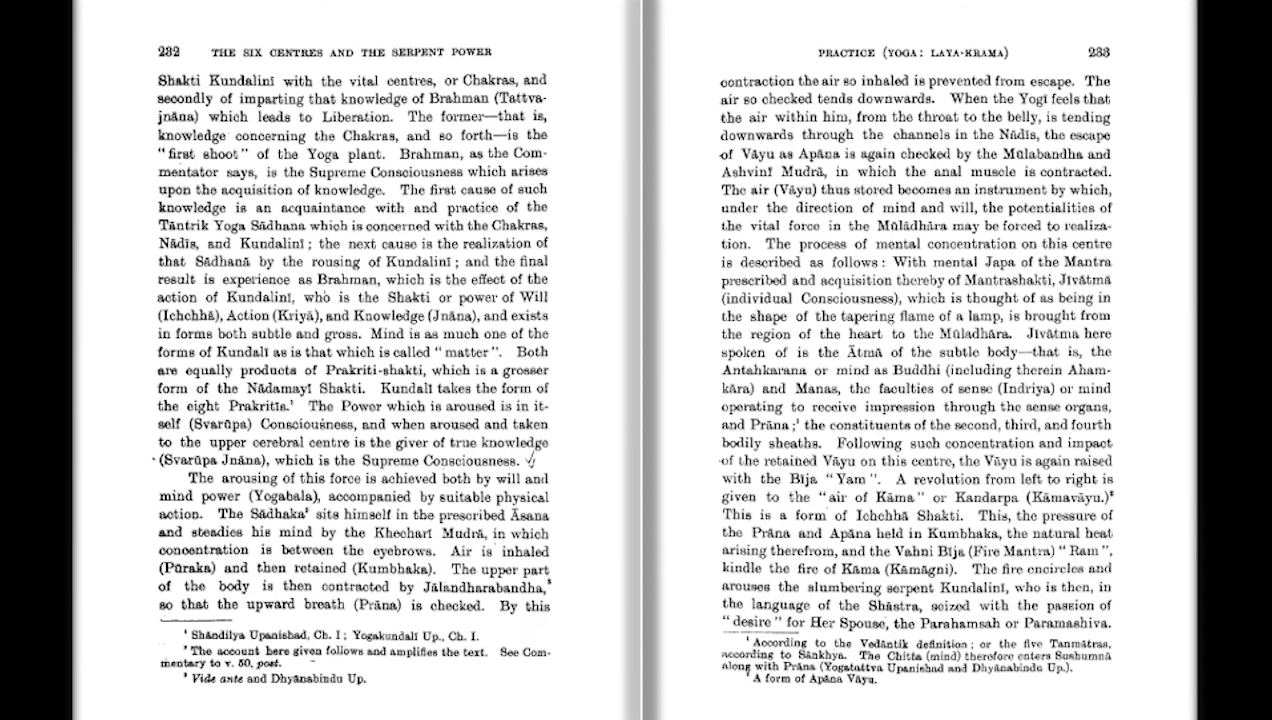 232 THE SIX CENTRES AND THE SERPENT POWER
Shakti Kundalinī with the vital centres, or Chakras, and
secondly of imparting that knowledge of Brahman (Tattva-
jnāna) which leads to Liberation. The former—that is,
knowledge concerning the Chakras, and so forth—is the
"first shoot" of the Yoga plant. Brahman, as the Com-
mentator says, is the Supreme Consciousness which arises
upon the acquisition of knowledge. The first cause of such
knowledge is an acquaintance with and practice of the
Tāntrik Yoga Sādhana which is concerned with the Chakras,
Nādīs, and Kundalinī; the next cause is the realization of
that Sādhanā by the rousing of Kundalinī; and the final
result is experience as Brahman, which is the effect of the
action of Kundalinī, who is the Shakti or power of Will
(Ichchhā), Action (Kriyā), and Knowledge (Jnāna), and exists
in forms both subtle and gross. Mind is as much one of the
forms of Kundalī as is that which is called "matter". Both
are equally products of Prakriti-shakti, which is a grosser
form of the Nādamayī Shakti. Kundalī takes the form of
the eight Prakritis.¹ The Power which is aroused is in it-
self (Svarūpa) Consciousness, and when aroused and taken
to the upper cerebral centre is the giver of true knowledge
(Svarūpa Jnāna), which is the Supreme Consciousness.
The arousing of this force is achieved both by will and
mind power (Yogabala), accompanied by suitable physical
action. The Sādhaka² sits himself in the prescribed Āsana
and steadies his mind by the Khecharī Mudrā, in which
concentration is between the eyebrows. Air is inhaled
(Pūraka) and then retained (Kumbhaka). The upper part
of the body is then contracted by Jālandharabandha,³
so that the upward breath (Prāna) is checked. By this
¹ Shāndilya Upanishad, Ch. I; Yogakundalī Up., Ch. I.
² The account here given follows and amplifies the text. See Com-
mentary to v. 50, post.
³ Vide ante and Dhyānabindu Up.
PRACTICE (YOGA: LAYA-KRAMA) 233
contraction the air so inhaled is prevented from escape. The
air so checked tends downwards. When the Yogī feels that
the air within him, from the throat to the belly, is tending
downwards through the channels in the Nādīs, the escape
of Vāyu as Apāna is again checked by the Mūlabandha and
Ashvinī Mudrā, in which the anal muscle is contracted.
The air (Vāyu) thus stored becomes an instrument by which,
under the direction of mind and will, the potentialities of
the vital force in the Mūlādhāra may be forced to realiza-
tion. The process of mental concentration on this centre
is described as follows: With mental Japa of the Mantra
prescribed and acquisition thereby of Mantrashakti, Jīvātmā
(individual Consciousness), which is thought of as being in
the shape of the tapering flame of a lamp, is brought from
the region of the heart to the Mūlādhāra. Jīvātmā here
spoken of is the Ātmā of the subtle body—that is, the
Antahkarana or mind as Buddhi (including therein Aham-
kāra) and Manas, the faculties of sense (Indriya) or mind
operating to receive impression through the sense organs,
and Prāna;¹ the constituents of the second, third, and fourth
bodily sheaths. Following such concentration and impact
of the retained Vāyu on this centre, the Vāyu is again raised
with the Bīja "Yam". A revolution from left to right is
given to the "air of Kāma" or Kandarpa (Kāmavāyu.)²
This is a form of Ichchhā Shakti. This, the pressure of
the Prāna and Apāna held in Kumbhaka, the natural heat
arising therefrom, and the Vahni Bīja (Fire Mantra) "Ram",
kindle the fire of Kāma (Kāmāgni). The fire encircles and
arouses the slumbering serpent Kundalinī, who is then, in
the language of the Shāstra, seized with the passion of
"desire" for Her Spouse, the Parahamsah or Paramashiva.
¹ According to the Vedāntik definition; or the five Tanmātras,
according to Sānkhya. The Chitta (mind) therefore enters Sushumnā
along with Prāna (Yogatattva Upanishad and Dhyānabindu Up.).
² A form of Apāna Vāyu.